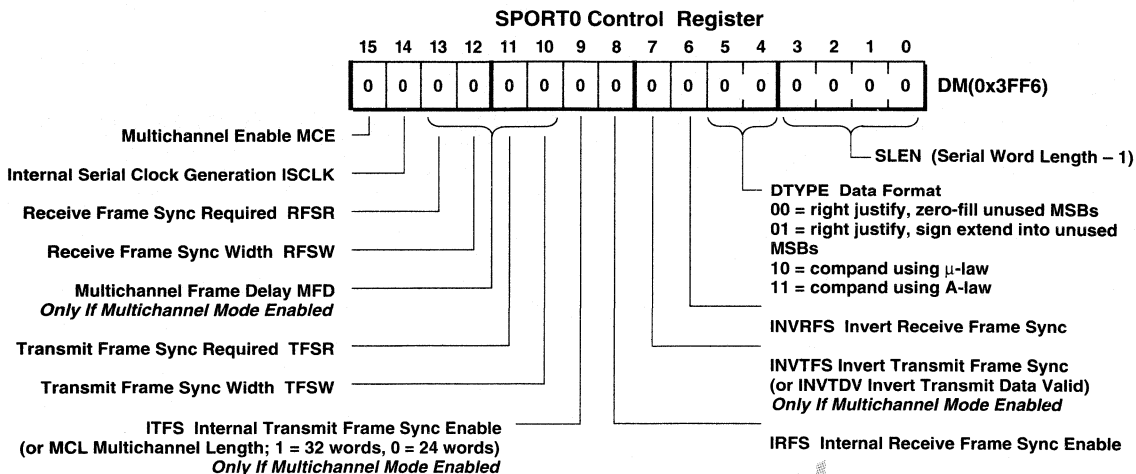 SPORT0 Control Register
15 14 13 12 11 10 9 8 7 6 5 4 3 2 1 0
0 0 0 0 0 0 0 0 0 0 0 0 0 0 0 0 DM(0x3FF6)
Multichannel Enable MCE
Internal Serial Clock Generation ISCLK
Receive Frame Sync Required RFSR
Receive Frame Sync Width RFSW
Multichannel Frame Delay MFD
Only If Multichannel Mode Enabled
Transmit Frame Sync Required TFSR
Transmit Frame Sync Width TFSW
ITFS Internal Transmit Frame Sync Enable
(or MCL Multichannel Length; 1 = 32 words, 0 = 24 words)
Only If Multichannel Mode Enabled
SLEN (Serial Word Length – 1)
DTYPE Data Format
00 = right justify, zero-fill unused MSBs
01 = right justify, sign extend into unused
MSBs
10 = compand using μ-law
11 = compand using A-law
INVRFS Invert Receive Frame Sync
INVTFS Invert Transmit Frame Sync
(or INVTDV Invert Transmit Data Valid)
Only If Multichannel Mode Enabled
IRFS Internal Receive Frame Sync Enable